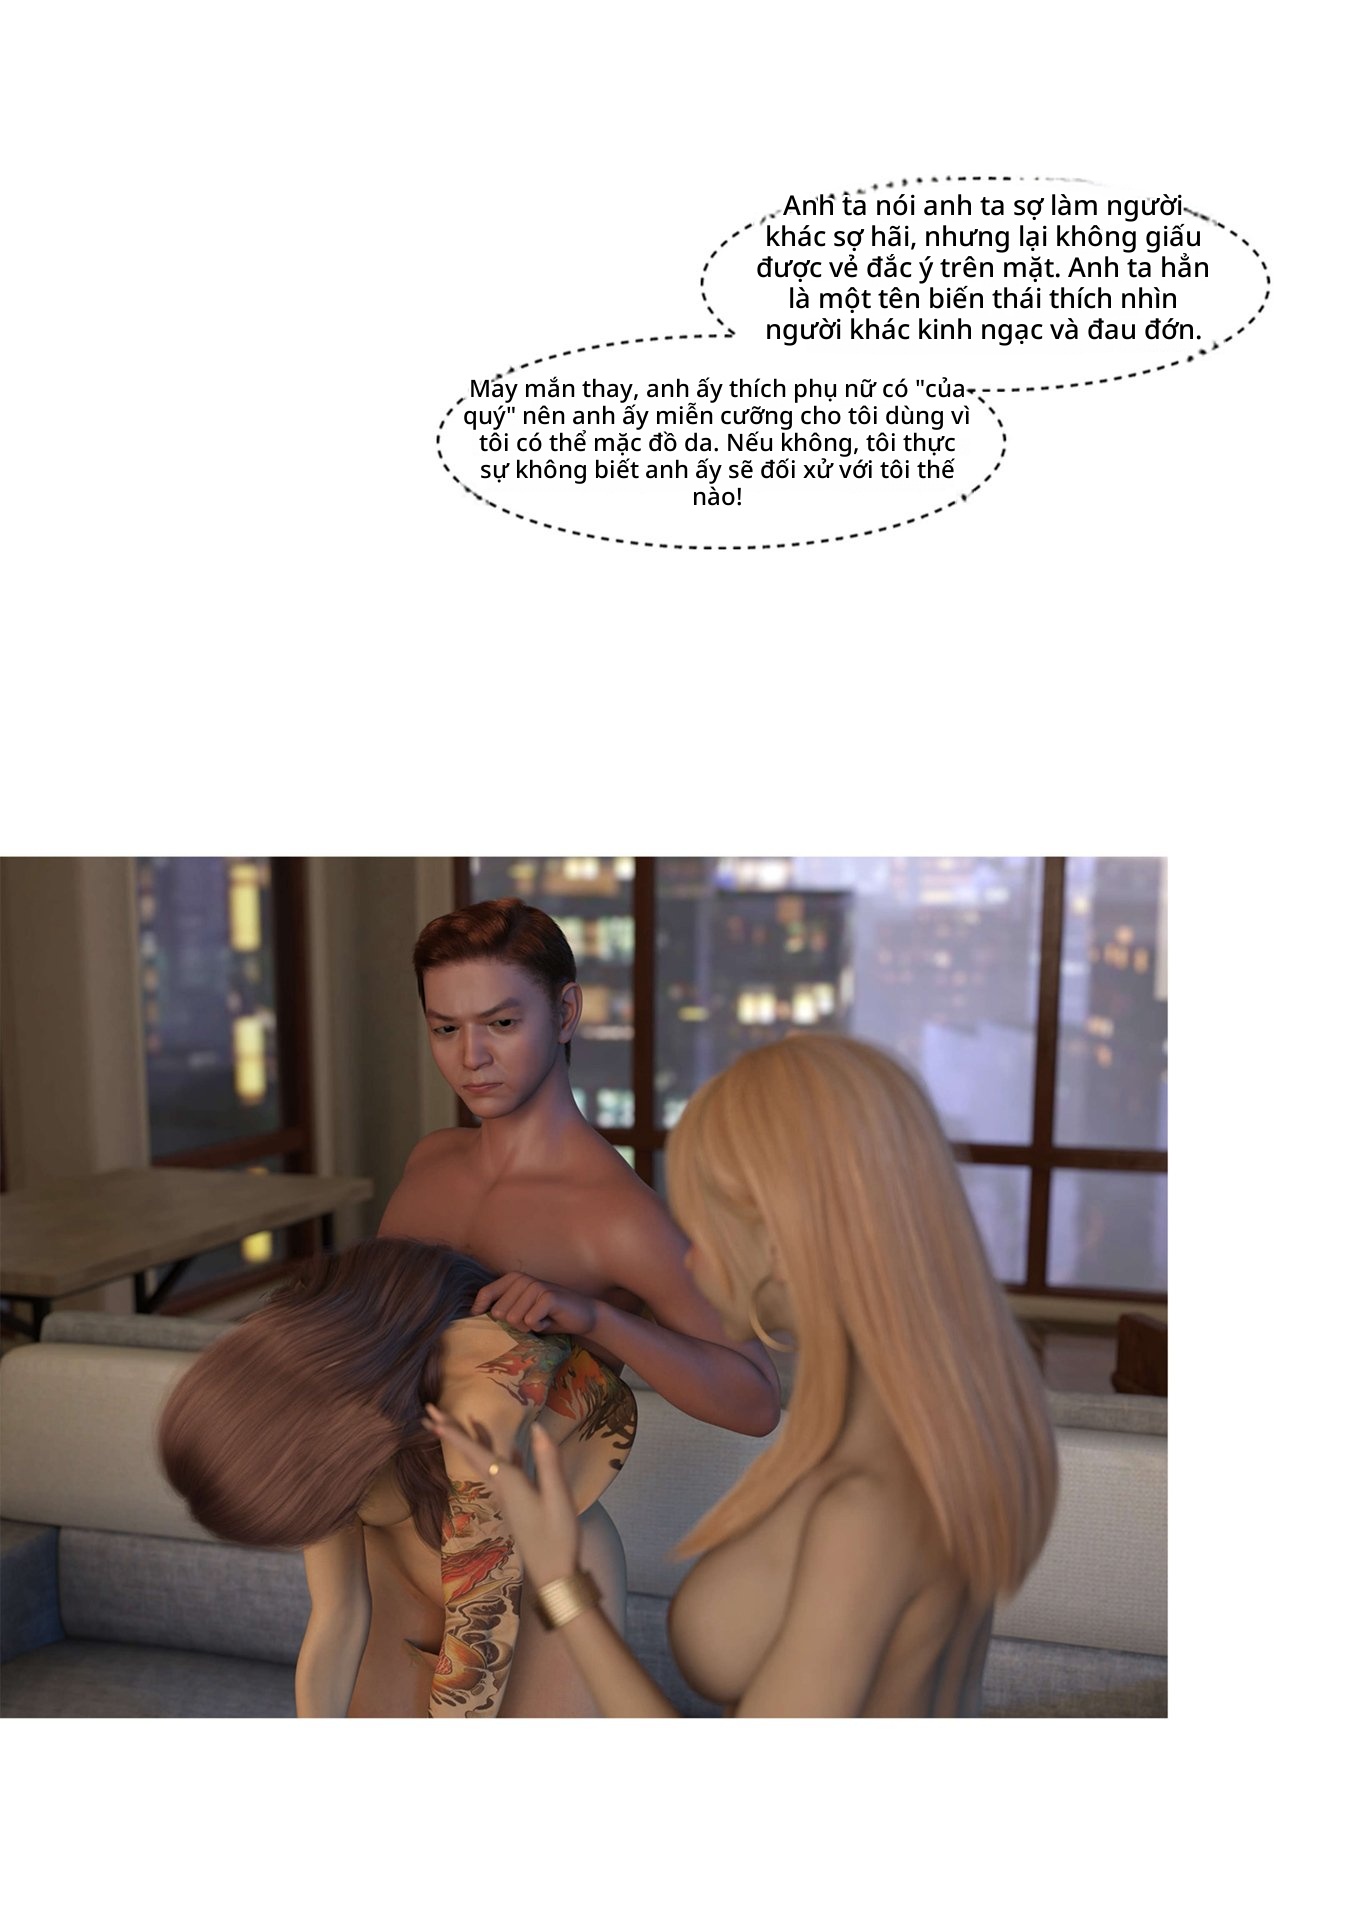 Anh ta nói anh ta sợ làm người
khác sợ hãi, nhưng lại không giấu
được vẻ đắc ý trên mặt. Anh ta hẳn
là một tên biến thái thích nhìn
người khác kinh ngạc và đau đớn.
May mắn thay, anh ấy thích phụ nữ có "của
quý" nên anh ấy miễn cưỡng cho tôi dùng vì
tôi có thể mặc đồ da. Nếu không, tôi thực
sự không biết anh ấy sẽ đối xử với tôi thế
nào!